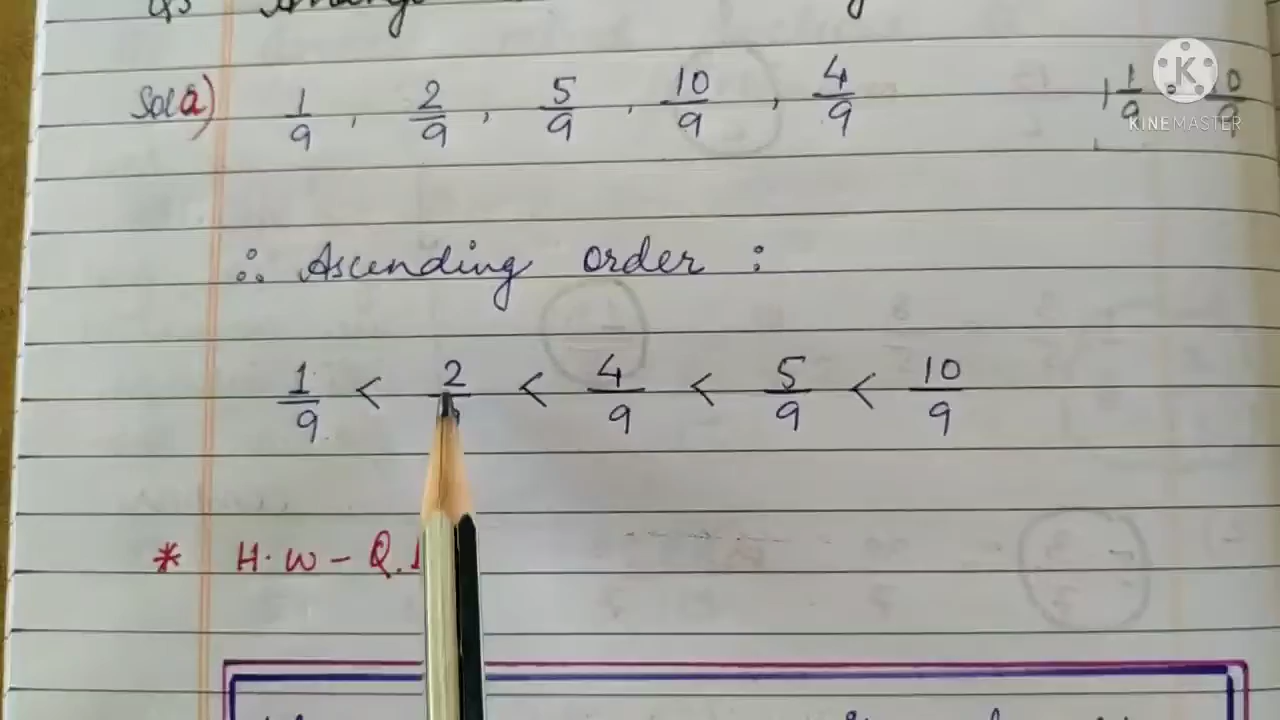 Sol a) 1/9 , 2/9 , 5/9 , 10/9 , 4/9
K
KINEMASTER
∴ Ascending order :
1/9 < 2/9 < 4/9 < 5/9 < 10/9
* H.W - Q.1